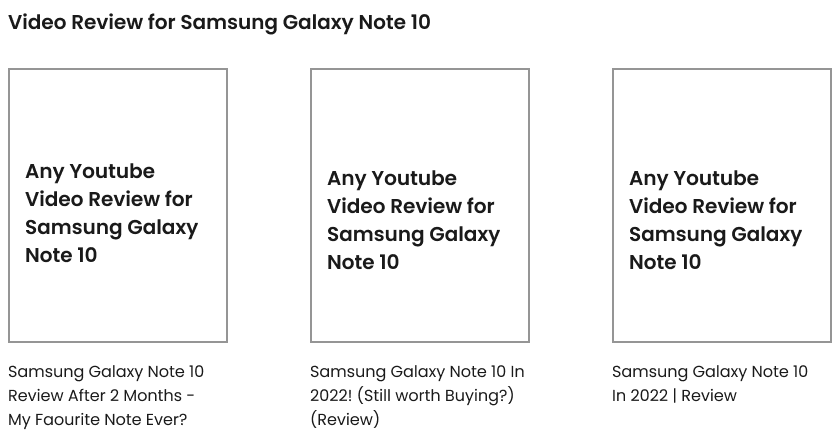 Video Review for Samsung Galaxy Note 10
Any Youtube
Video Review for
Samsung Galaxy
Note 10
Any Youtube
Video Review for
Samsung Galaxy
Note 10
Any Youtube
Video Review for
Samsung Galaxy
Note 10
Samsung Galaxy Note 10
Review After 2 Months -
My Faourite Note Ever?
Samsung Galaxy Note 10 In
2022! (Still worth Buying?)
(Review)
Samsung Galaxy Note 10
In 2022 | Review